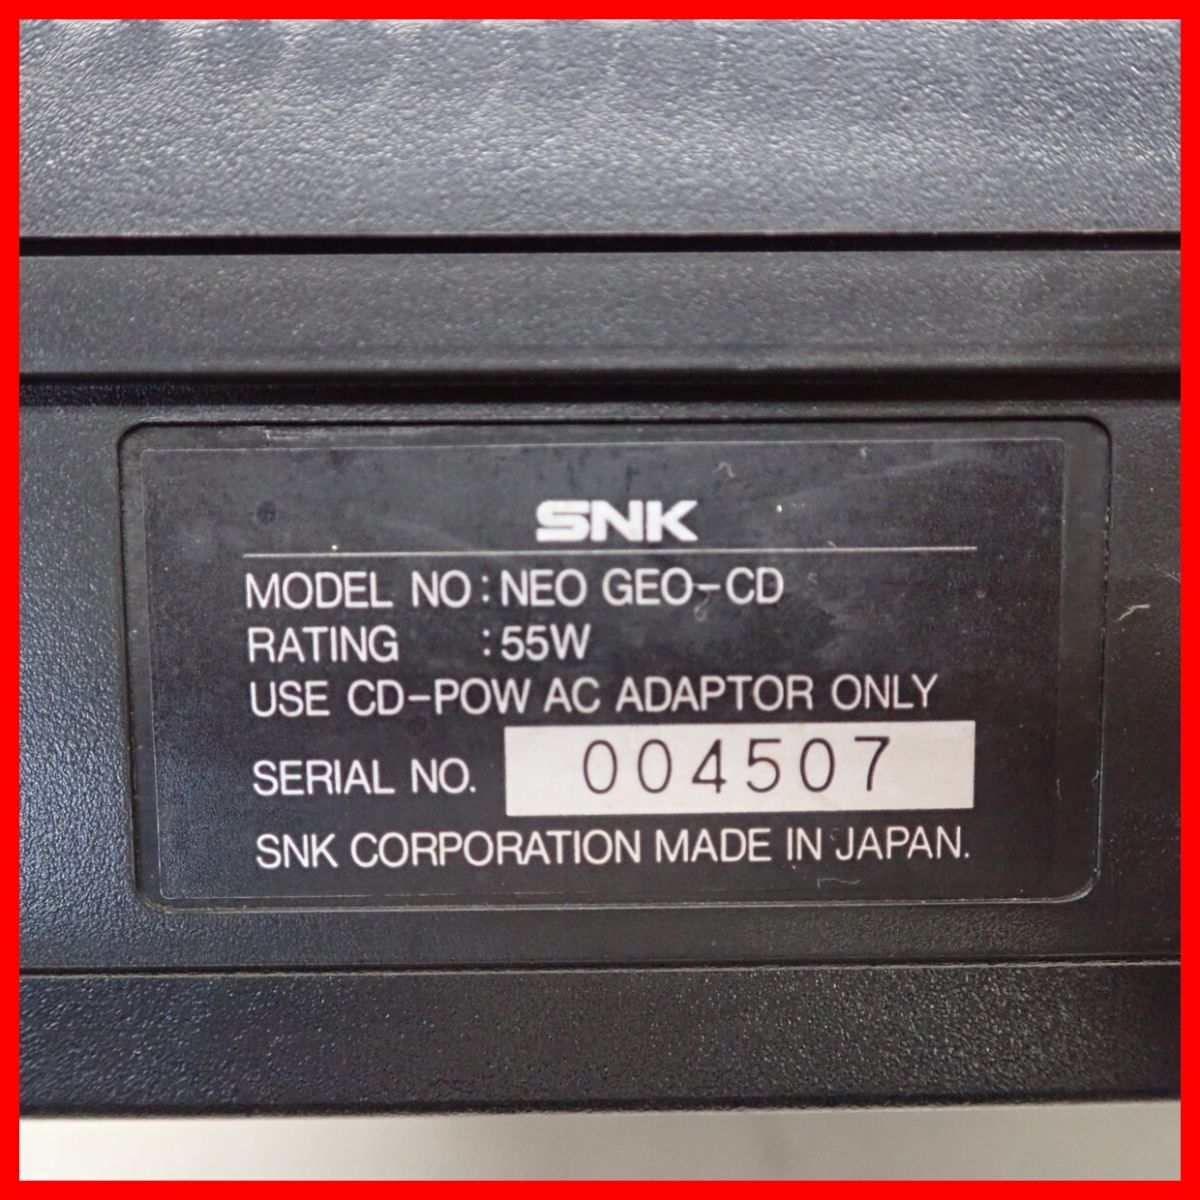 SNK
MODEL NO : NEO GEO-CD
RATING : 55W
USE CD-POW AC ADAPTOR ONLY
SERIAL NO. 004507
SNK CORPORATION MADE IN JAPAN.